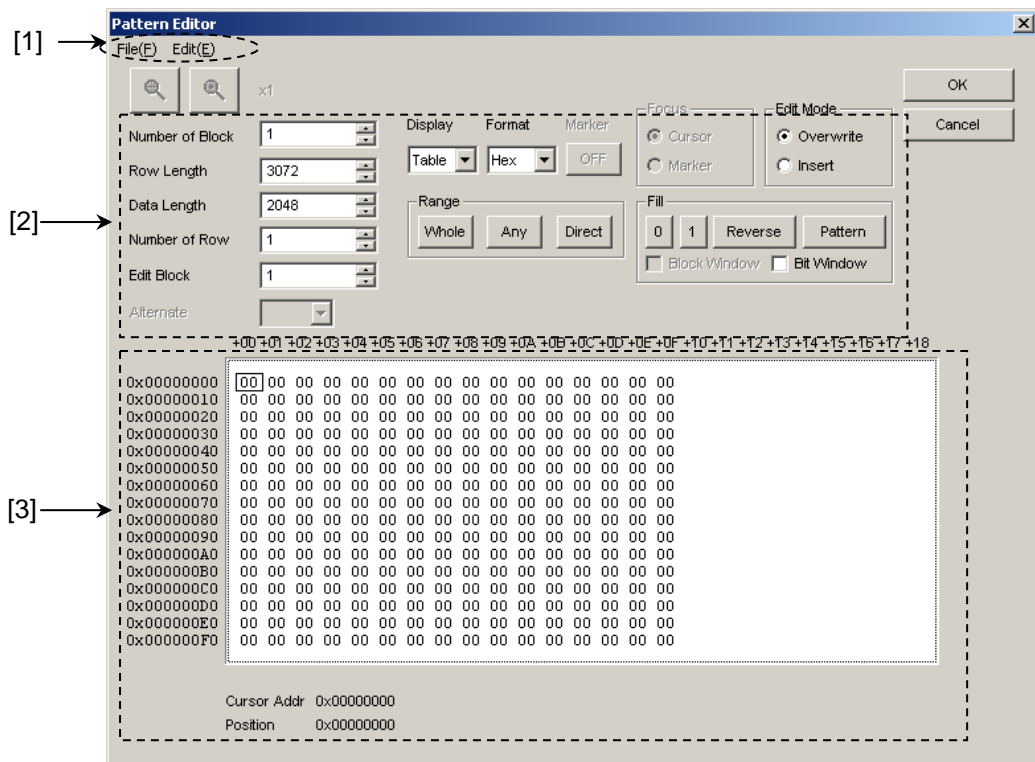 Pattern Editor
[1]
File(F) Edit(E)
x1
OK
Cancel
Number of Block 1
Row Length 3072
Data Length 2048
Number of Row 1
Edit Block 1
Alternate
Display Format Marker
Table Hex OFF
Focus
Cursor
Marker
Edit Mode
Overwrite
Insert
[2]
Range
Whole Any Direct
Fill
0 1 Reverse Pattern
Block Window Bit Window
+00 +01 +02 +03 +04 +05 +06 +07 +08 +09 +0A +0B +0C +0D +0E +0F +10 +11 +12 +13 +14 +15 +16 +17 +18
0x00000000 00 00 00 00 00 00 00 00 00 00 00 00 00 00 00 00
0x00000010 00 00 00 00 00 00 00 00 00 00 00 00 00 00 00 00
0x00000020 00 00 00 00 00 00 00 00 00 00 00 00 00 00 00 00
0x00000030 00 00 00 00 00 00 00 00 00 00 00 00 00 00 00 00
0x00000040 00 00 00 00 00 00 00 00 00 00 00 00 00 00 00 00
0x00000050 00 00 00 00 00 00 00 00 00 00 00 00 00 00 00 00
0x00000060 00 00 00 00 00 00 00 00 00 00 00 00 00 00 00 00
[3]
0x00000070 00 00 00 00 00 00 00 00 00 00 00 00 00 00 00 00
0x00000080 00 00 00 00 00 00 00 00 00 00 00 00 00 00 00 00
0x00000090 00 00 00 00 00 00 00 00 00 00 00 00 00 00 00 00
0x000000A0 00 00 00 00 00 00 00 00 00 00 00 00 00 00 00 00
0x000000B0 00 00 00 00 00 00 00 00 00 00 00 00 00 00 00 00
0x000000C0 00 00 00 00 00 00 00 00 00 00 00 00 00 00 00 00
0x000000D0 00 00 00 00 00 00 00 00 00 00 00 00 00 00 00 00
0x000000E0 00 00 00 00 00 00 00 00 00 00 00 00 00 00 00 00
0x000000F0 00 00 00 00 00 00 00 00 00 00 00 00 00 00 00 00
Cursor Addr 0x00000000
Position 0x00000000